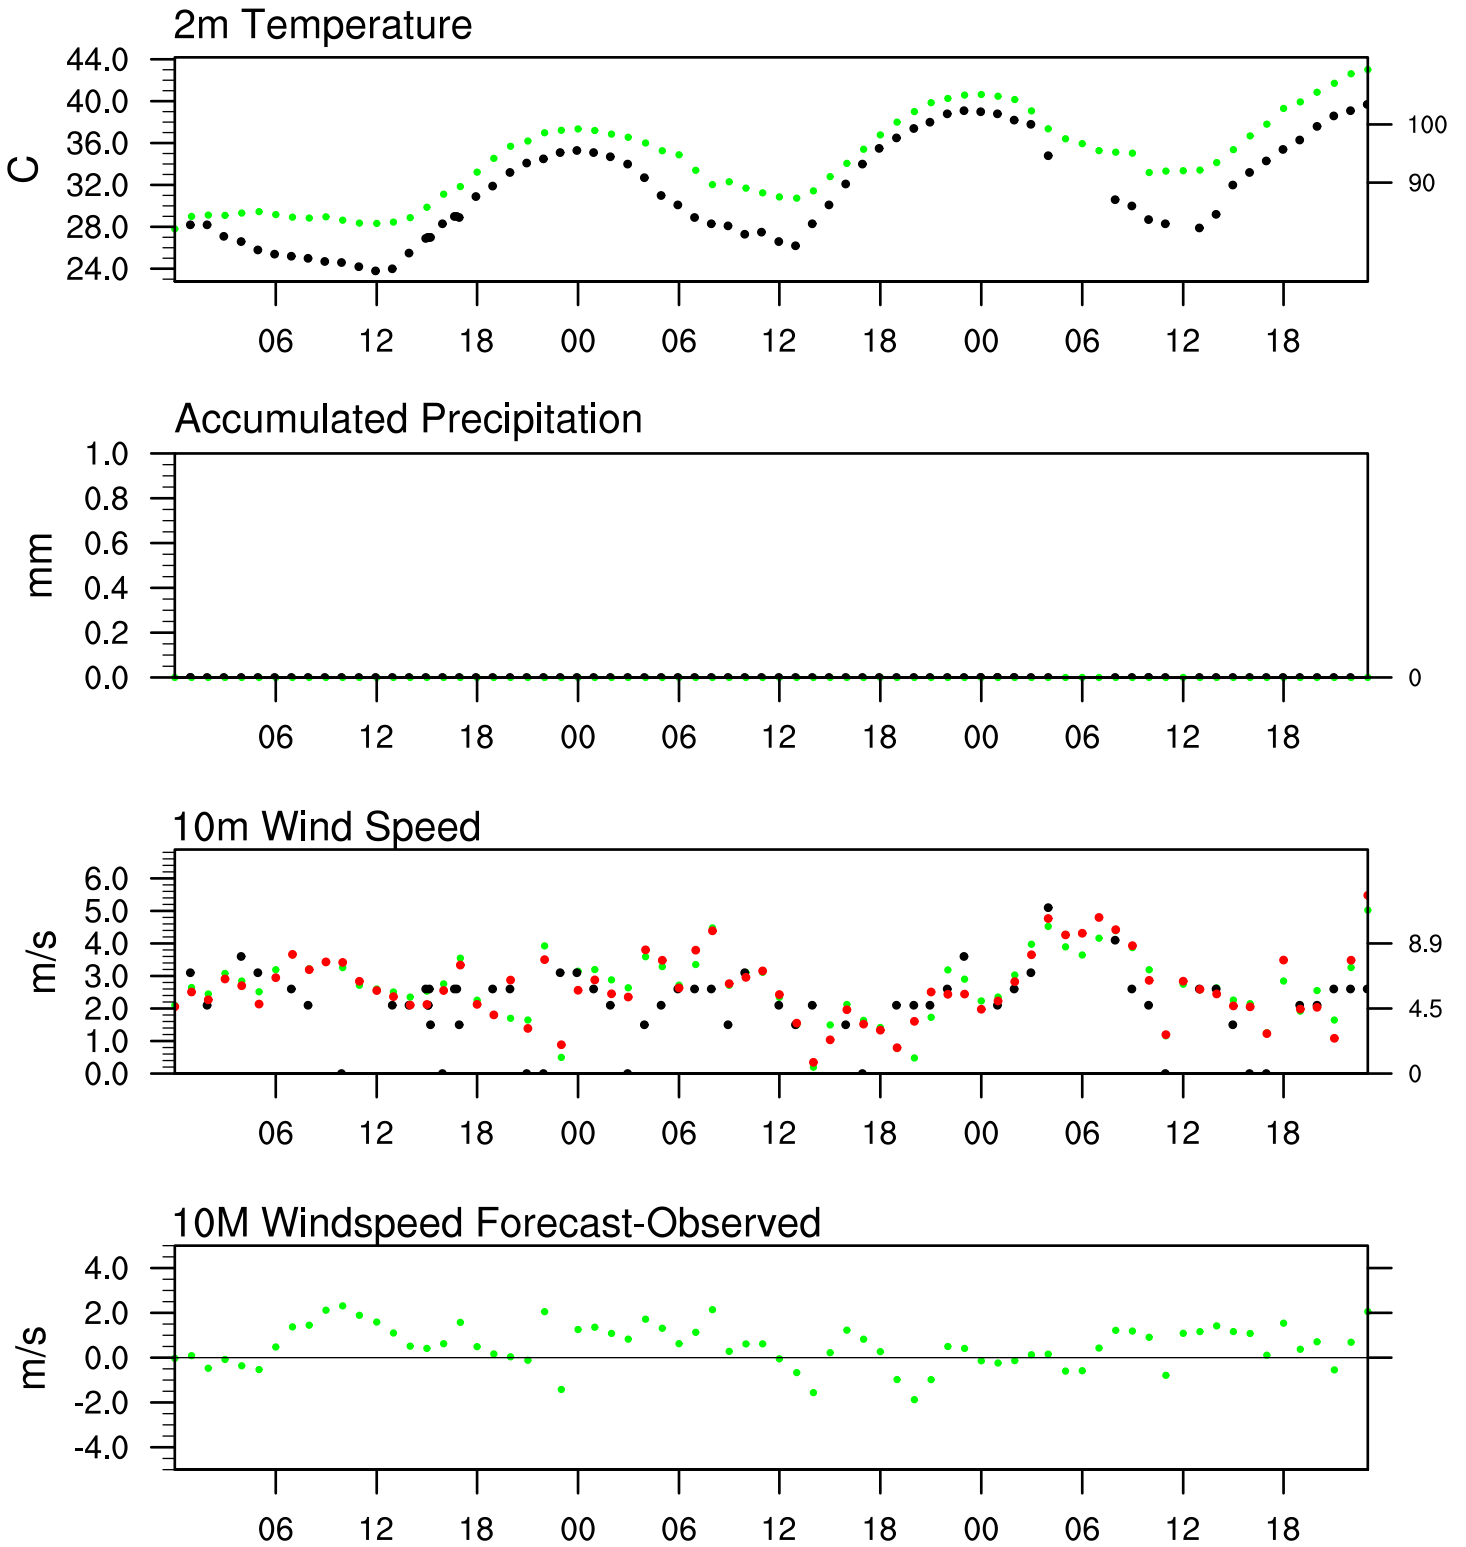 2m Temperature
44.0
40.0
36.0
32.0
28.0
24.0
C
100
90
06 12 18 00 06 12 18 00 06 12 18
Accumulated Precipitation
1.0
0.8
0.6
0.4
0.2
0.0
mm
0
06 12 18 00 06 12 18 00 06 12 18
10m Wind Speed
6.0
5.0
4.0
3.0
2.0
1.0
0.0
m/s
8.9
4.5
0
06 12 18 00 06 12 18 00 06 12 18
10M Windspeed Forecast-Observed
4.0
2.0
0.0
-2.0
-4.0
m/s
06 12 18 00 06 12 18 00 06 12 18